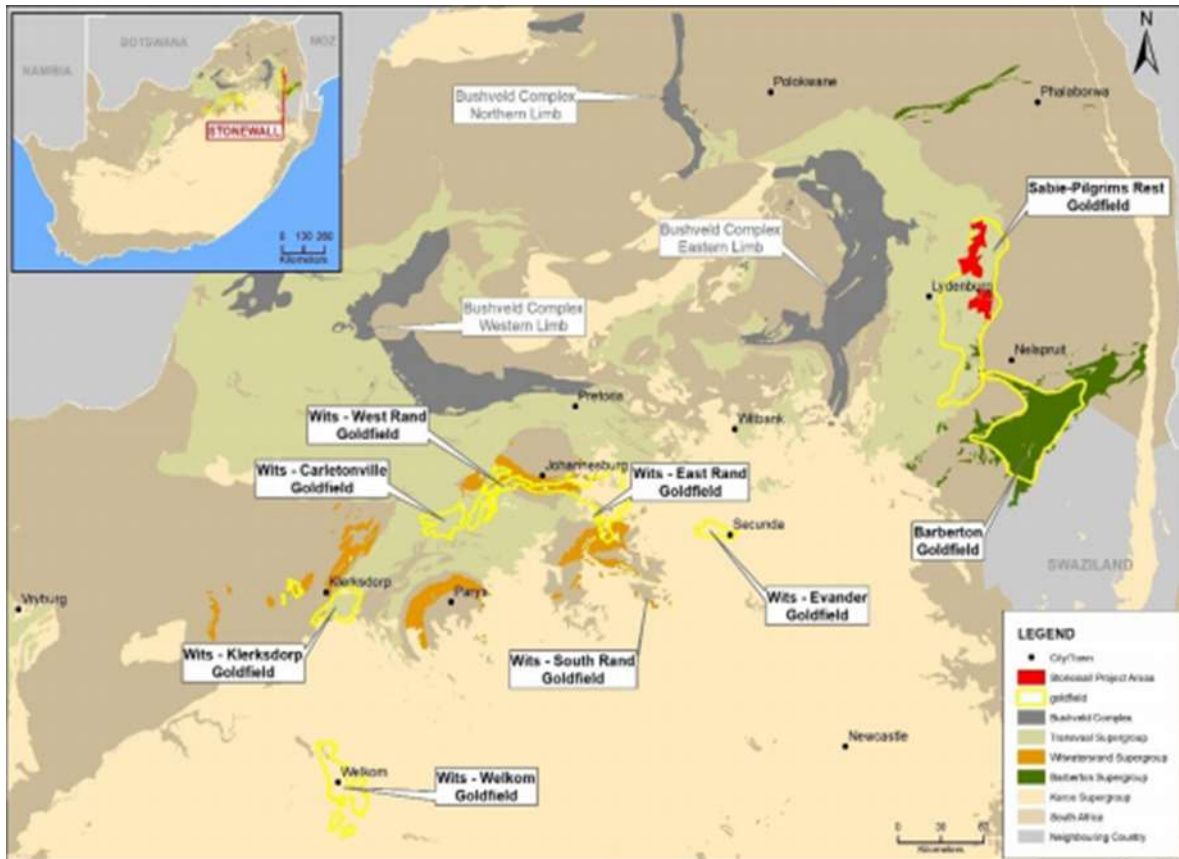 BOTSWANA
MOZ
NAMIBIA
STONEWALL
0 130 260
Kilometers
N
Polokwane
Phalaborwa
Bushveld Complex
Northern Limb
Sabie-Pilgrims Rest
Goldfield
Bushveld Complex
Eastern Limb
Lydenburg
Bushveld Complex
Western Limb
Nelspruit
Pretoria
Witbank
Wits - West Rand
Goldfield
Johannesburg
Wits - Carletonville
Goldfield
Wits - East Rand
Goldfield
Secunda
Barberton
Goldfield
SWAZILAND
Klerksdorp
Parys
Vryburg
Wits - Evander
Goldfield
Wits - Klerksdorp
Goldfield
Wits - South Rand
Goldfield
Newcastle
Welkom
Wits - Welkom
Goldfield
0 30 60
Kilometers
LEGEND
City/Town
Stonewall Project Areas
goldfield
Bushveld Complex
Transvaal Supergroup
Witwatersrand Supergroup
Barberton Supergroup
Karoo Supergroup
South Africa
Neighbouring Country